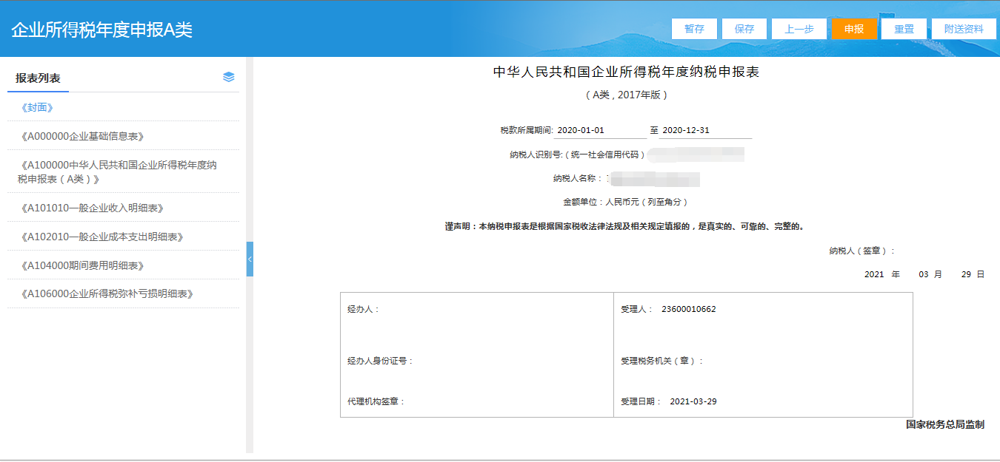 企业所得税年度申报A类
暂存 保存 上一步 申报 重置 附送资料
报表列表
《封面》
《A000000企业基础信息表》
《A100000中华人民共和国企业所得税年度纳
税申报表（A类）》
《A101010一般企业收入明细表》
《A102010一般企业成本支出明细表》
《A104000期间费用明细表》
《A106000企业所得税弥补亏损明细表》
中华人民共和国企业所得税年度纳税申报表
（A类 , 2017年版）
税款所属期间: 2020-01-01 至 2020-12-31
纳税人识别号:（统一社会信用代码）
纳税人名称：
金额单位：人民币元（列至角分）
谨声明：本纳税申报表是根据国家税收法律法规及相关规定填报的，是真实的、可靠的、完整的。
纳税人（签章）：
2021 年 03 月 29 日
经办人： 受理人： 23600010662
经办人身份证号： 受理税务机关（章）：
代理机构签章： 受理日期： 2021-03-29
国家税务总局监制